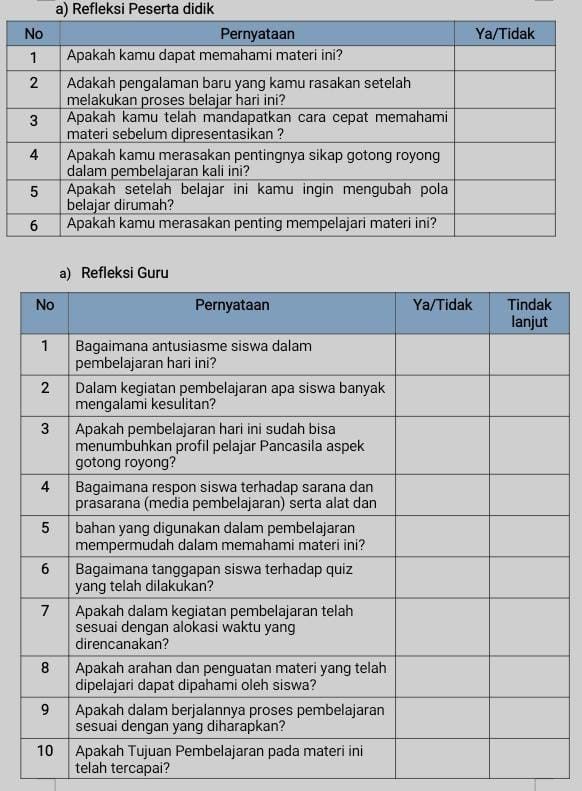 a) Refleksi Peserta didik
No Pernyataan Ya/Tidak
1 Apakah kamu dapat memahami materi ini?
2 Adakah pengalaman baru yang kamu rasakan setelah
melakukan proses belajar hari ini?
3 Apakah kamu telah mandapatkan cara cepat memahami
materi sebelum dipresentasikan ?
4 Apakah kamu merasakan pentingnya sikap gotong royong
dalam pembelajaran kali ini?
5 Apakah setelah belajar ini kamu ingin mengubah pola
belajar dirumah?
6 Apakah kamu merasakan penting mempelajari materi ini?
a) Refleksi Guru
No Pernyataan Ya/Tidak Tindak
lanjut
1 Bagaimana antusiasme siswa dalam
pembelajaran hari ini?
2 Dalam kegiatan pembelajaran apa siswa banyak
mengalami kesulitan?
3 Apakah pembelajaran hari ini sudah bisa
menumbuhkan profil pelajar Pancasila aspek
gotong royong?
4 Bagaimana respon siswa terhadap sarana dan
prasarana (media pembelajaran) serta alat dan
5 bahan yang digunakan dalam pembelajaran
mempermudah dalam memahami materi ini?
6 Bagaimana tanggapan siswa terhadap quiz
yang telah dilakukan?
7 Apakah dalam kegiatan pembelajaran telah
sesuai dengan alokasi waktu yang
direncanakan?
8 Apakah arahan dan penguatan materi yang telah
dipelajari dapat dipahami oleh siswa?
9 Apakah dalam berjalannya proses pembelajaran
sesuai dengan yang diharapkan?
10 Apakah Tujuan Pembelajaran pada materi ini
telah tercapai?